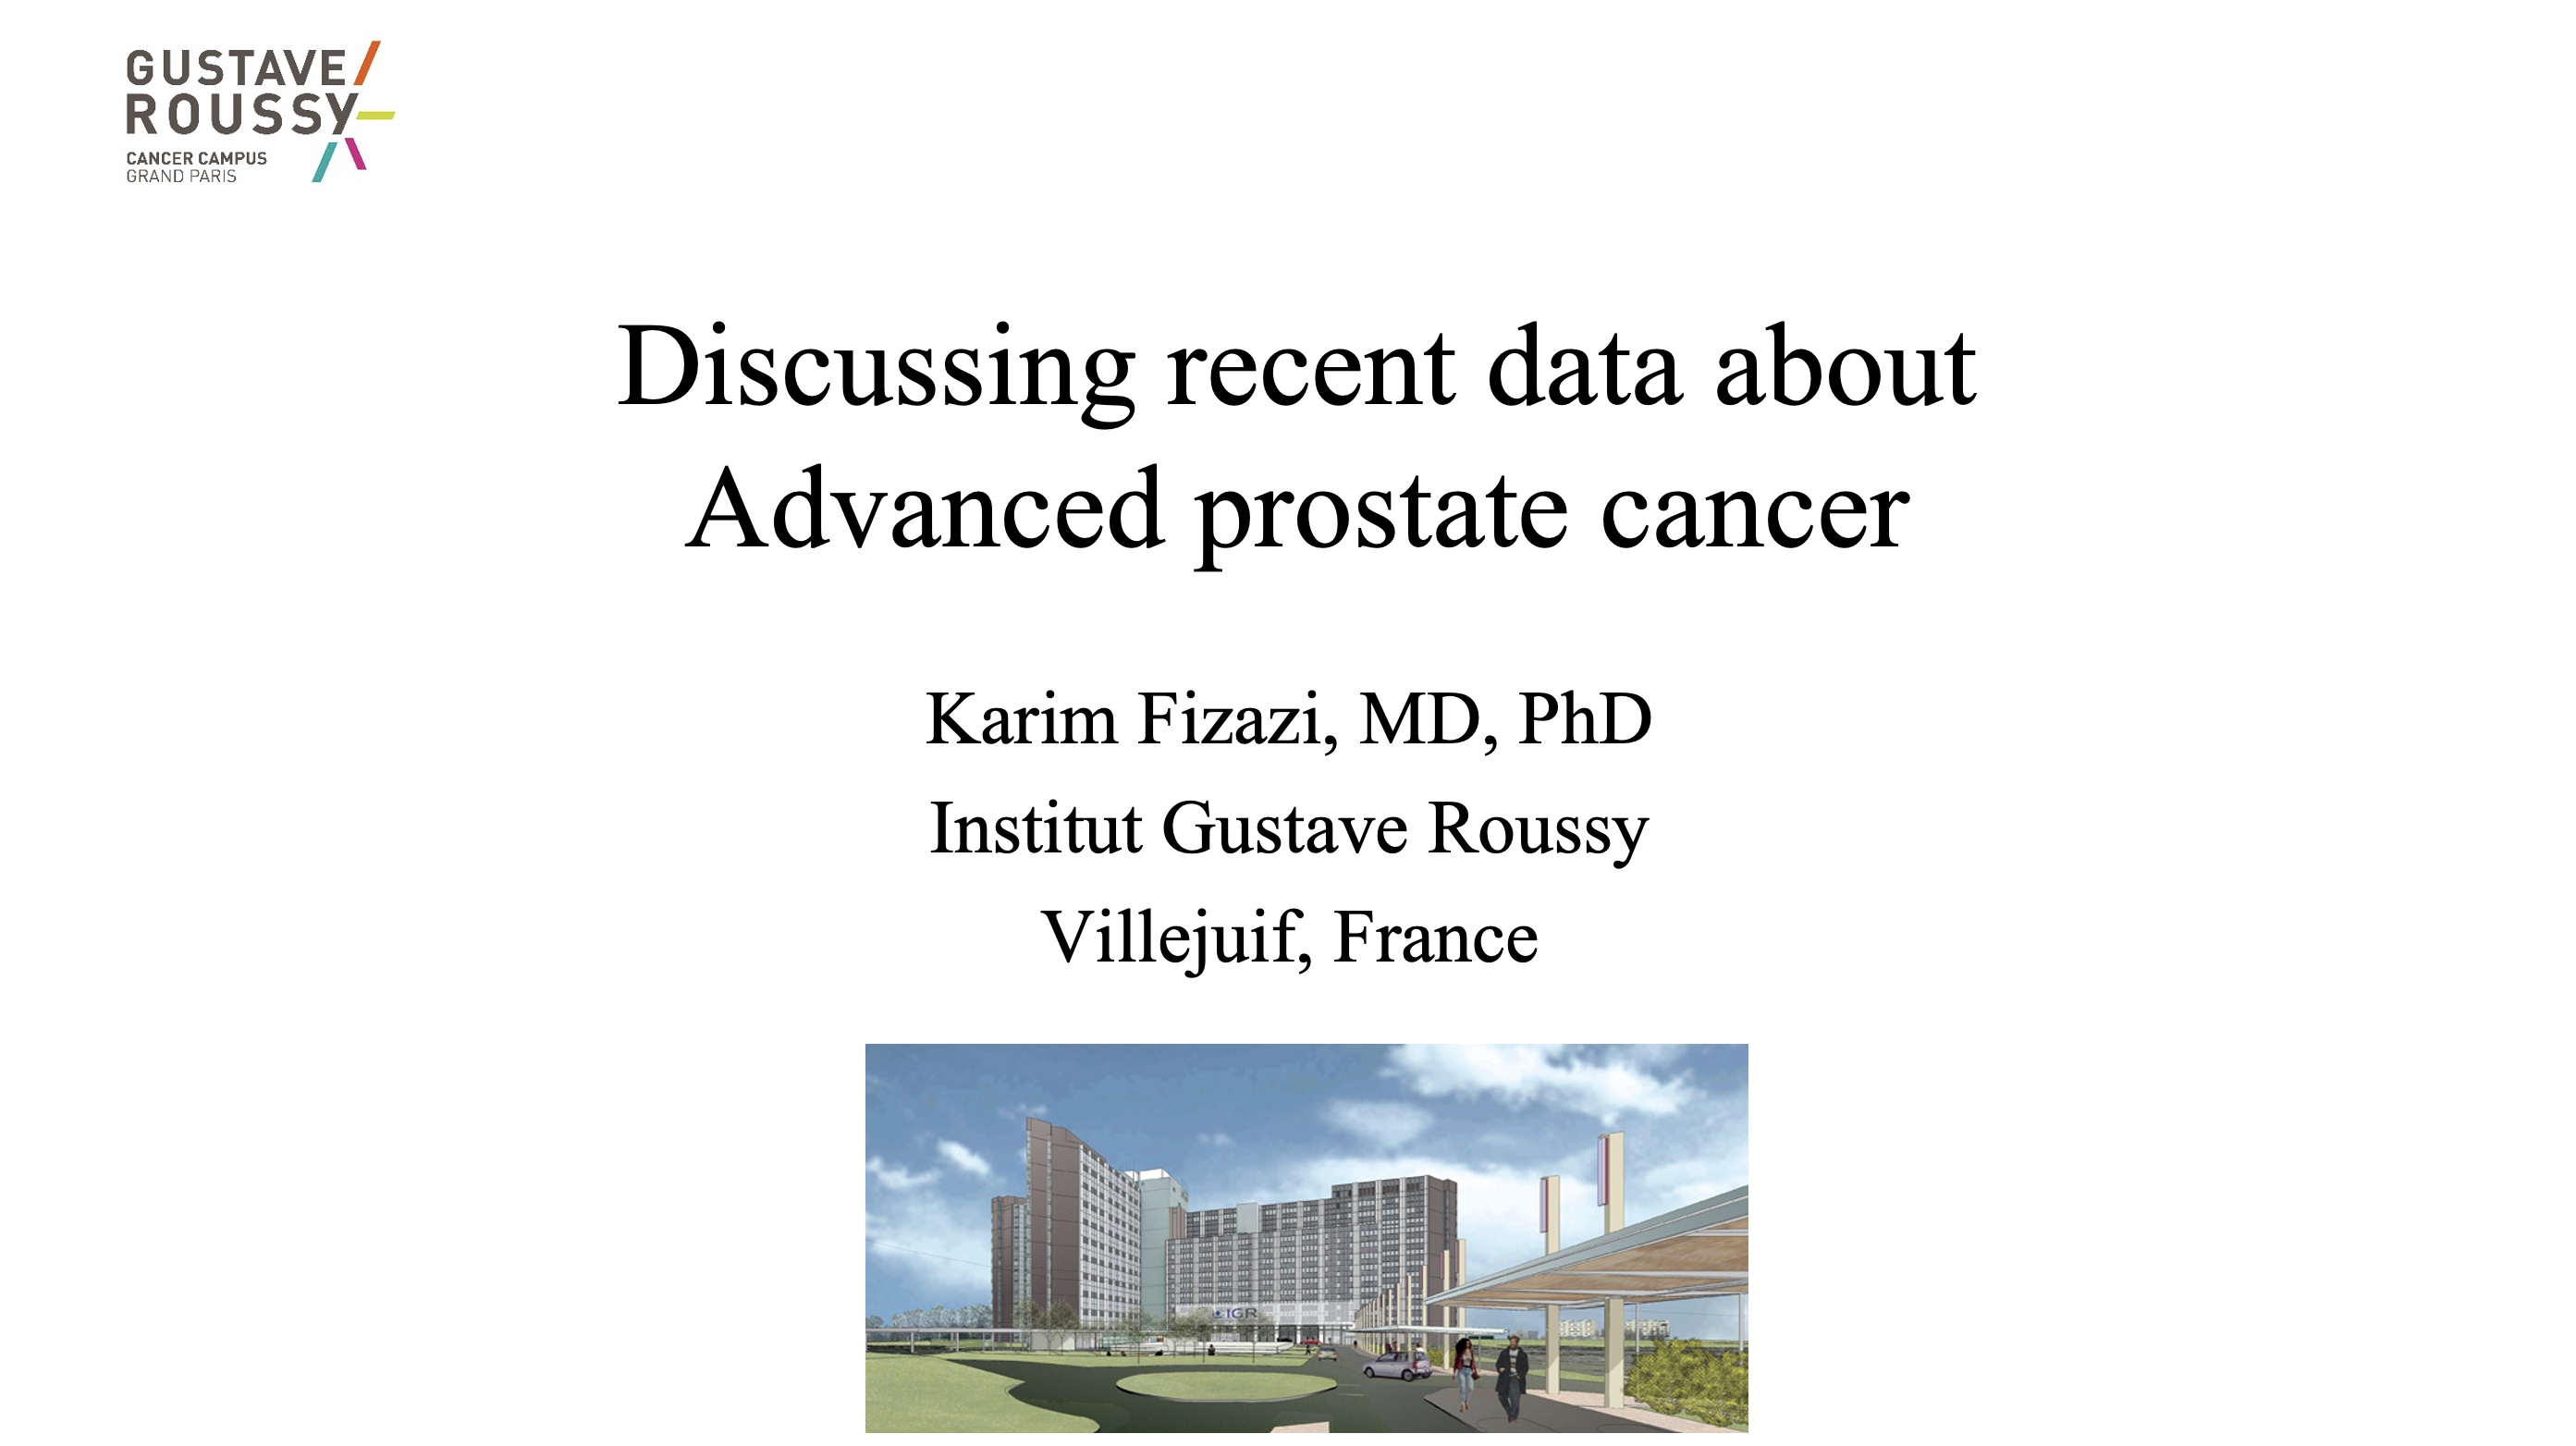 GUSTAVE/
ROUSSY
CANCER CAMPUS
GRAND PARIS
Discussing recent data about
Advanced prostate cancer
Karim Fizazi, MD, PhD
Institut Gustave Roussy
Villejuif, France
IGR